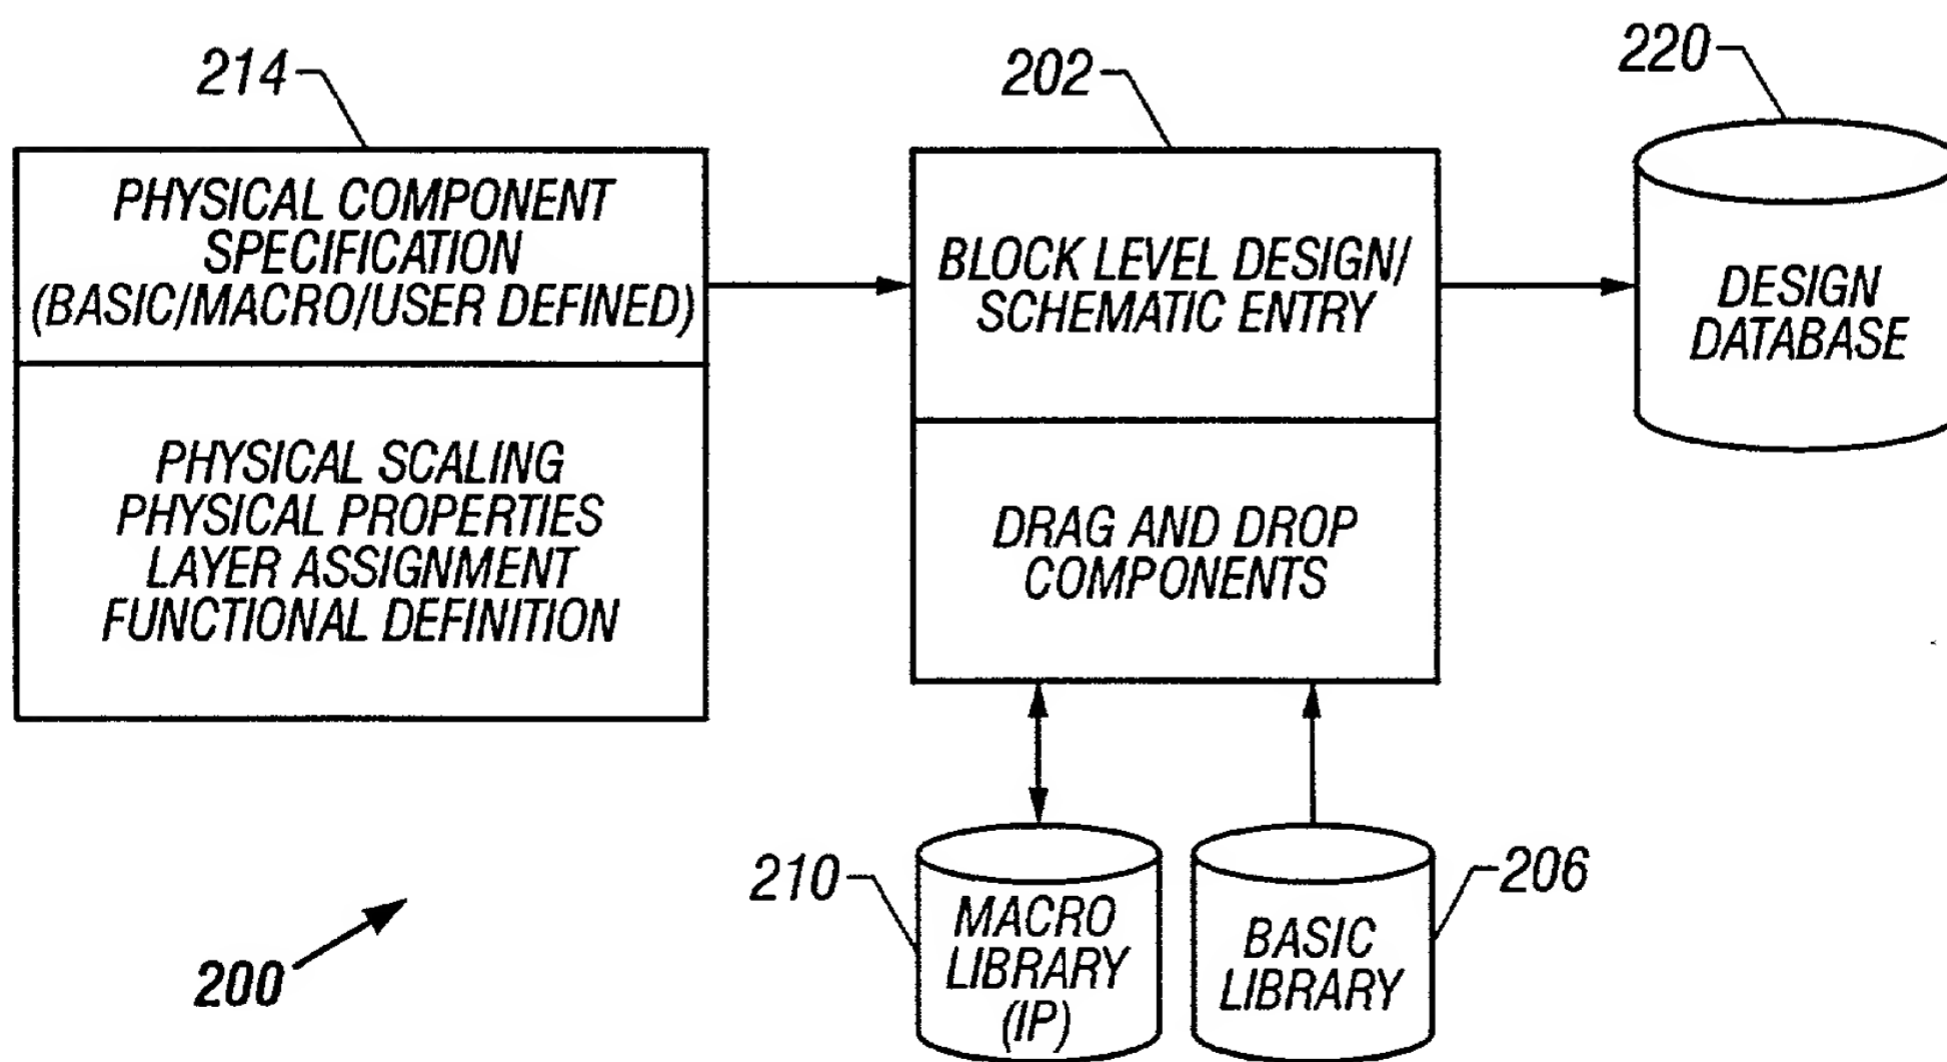 214
202
220
PHYSICAL COMPONENT
SPECIFICATION
(BASIC/MACRO/USER DEFINED)
PHYSICAL SCALING
PHYSICAL PROPERTIES
LAYER ASSIGNMENT
FUNCTIONAL DEFINITION
BLOCK LEVEL DESIGN/
SCHEMATIC ENTRY
DRAG AND DROP
COMPONENTS
DESIGN
DATABASE
210
MACRO
LIBRARY
(IP)
BASIC
LIBRARY
206
200